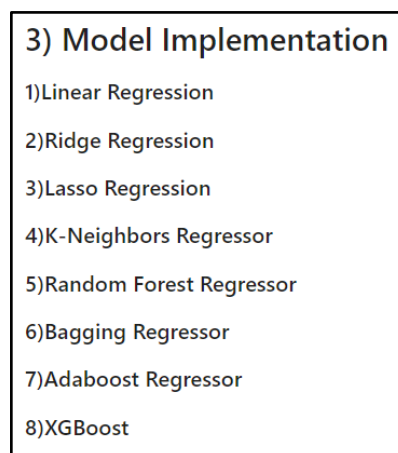 3) Model Implementation
1)Linear Regression
2)Ridge Regression
3)Lasso Regression
4)K-Neighbors Regressor
5)Random Forest Regressor
6)Bagging Regressor
7)Adaboost Regressor
8)XGBoost